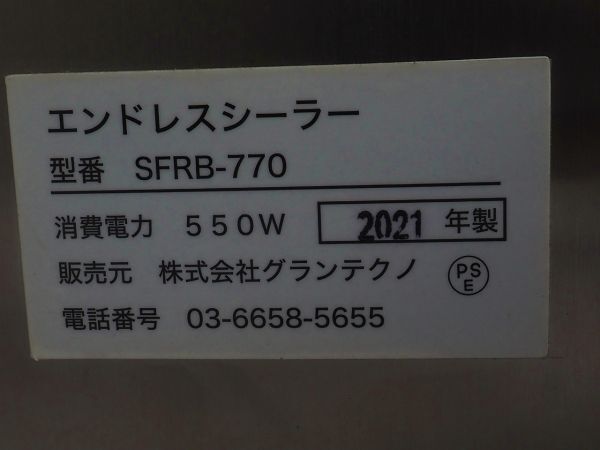 エンドレスシーラー
型番 SFRB-770
消費電力 550W 2021 年製
販売元 株式会社グランテクノ PSE
電話番号 03-6658-5655